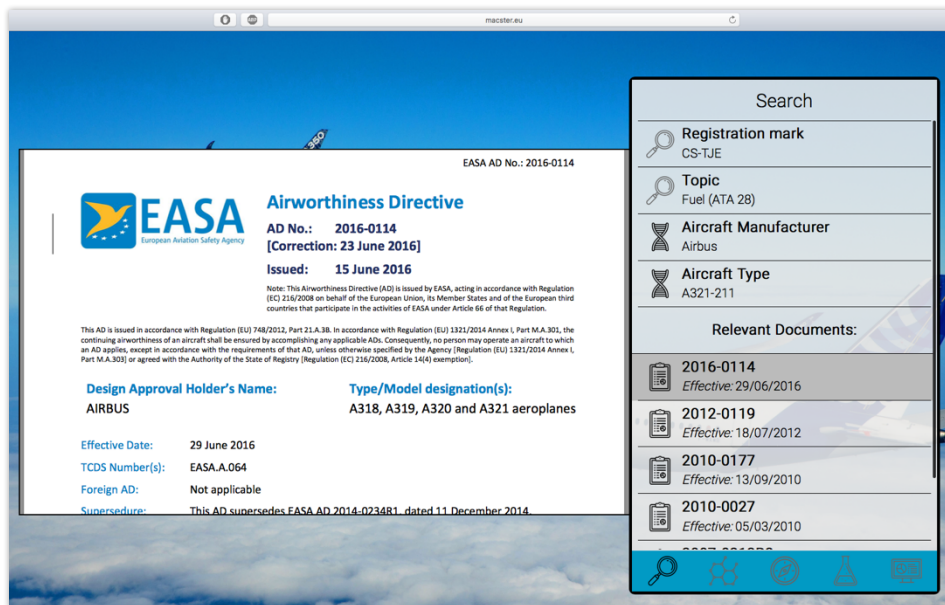 macster.eu
ABP
350
EASA AD No.: 2016-0114
EASA
European Aviation Safety Agency
Airworthiness Directive
AD No.: 2016-0114
[Correction: 23 June 2016]
Issued: 15 June 2016
Note: This Airworthiness Directive (AD) is issued by EASA, acting in accordance with Regulation
(EC) 216/2008 on behalf of the European Union, its Member States and of the European third
countries that participate in the activities of EASA under Article 66 of that Regulation.
This AD is issued in accordance with Regulation (EU) 748/2012, Part 21.A.3B. In accordance with Regulation (EU) 1321/2014 Annex I, Part M.A.301, the
continuing airworthiness of an aircraft shall be ensured by accomplishing any applicable ADs. Consequently, no person may operate an aircraft to which
an AD applies, except in accordance with the requirements of that AD, unless otherwise specified by the Agency [Regulation (EU) 1321/2014 Annex I,
Part M.A.303] or agreed with the Authority of the State of Registry [Regulation (EC) 216/2008, Article 14(4) exemption].
Design Approval Holder's Name:
AIRBUS
Type/Model designation(s):
A318, A319, A320 and A321 aeroplanes
Effective Date: 29 June 2016
TCDS Number(s): EASA.A.064
Foreign AD: Not applicable
Supersedure: This AD supersedes EASA AD 2014-0234R1, dated 11 December 2014.
Search
Registration mark
CS-TJE
Topic
Fuel (ATA 28)
Aircraft Manufacturer
Airbus
Aircraft Type
A321-211
Relevant Documents:
2016-0114
Effective: 29/06/2016
2012-0119
Effective: 18/07/2012
2010-0177
Effective: 13/09/2010
2010-0027
Effective: 05/03/2010